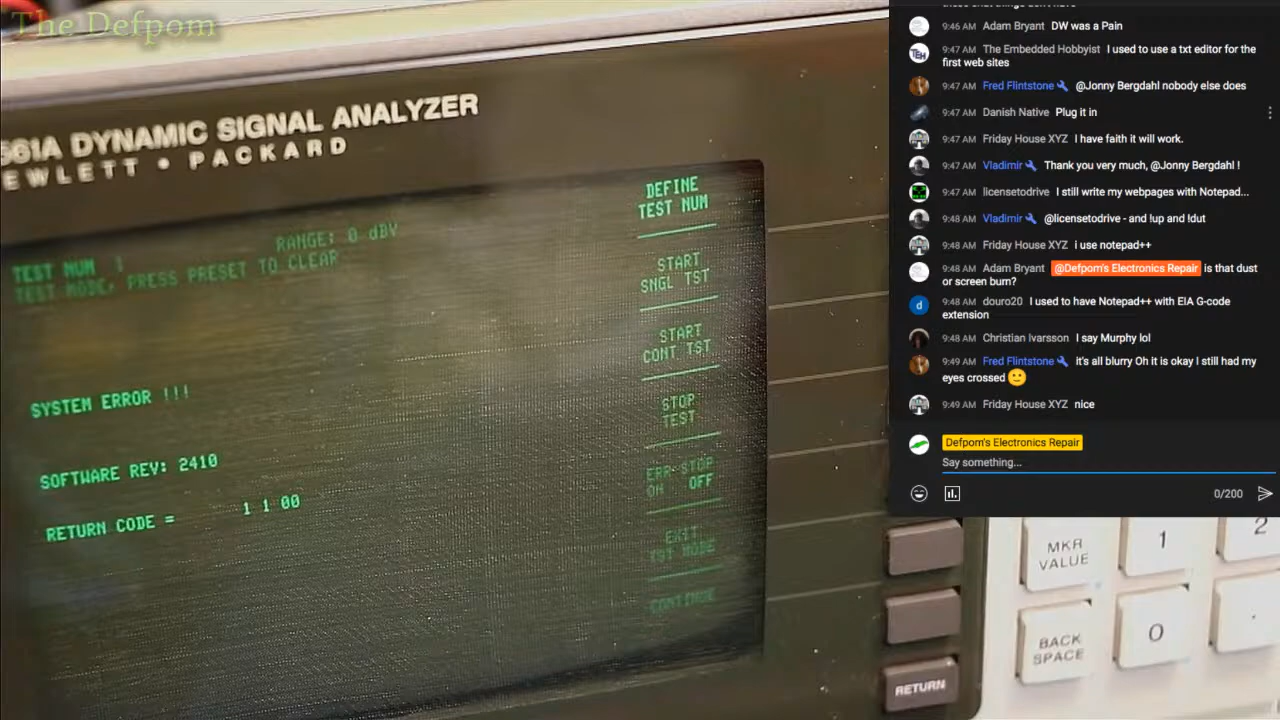 The Defpom
561A DYNAMIC SIGNAL ANALYZER
EWLETT • PACKARD
RANGE: 0 dBV
TEST NUM 1
TEST MODE, PRESS PRESET TO CLEAR
SYSTEM ERROR !!!
SOFTWARE REV: 2410
RETURN CODE = 1 1 00
DEFINE
TEST NUM
START
SNGL TST
START
CONT TST
STOP
TEST
ERR-STOP
ON OFF
EXIT
TST MODE
CONTINUE
MKR
VALUE
1
2
BACK
SPACE
0
.
RETURN
9:46 AM Adam Bryant DW was a Pain
9:47 AM The Embedded Hobbyist I used to use a txt editor for the
first web sites
9:47 AM Fred Flintstone @Jonny Bergdahl nobody else does
9:47 AM Danish Native Plug it in
9:47 AM Friday House XYZ I have faith it will work.
9:47 AM Vladimir Thank you very much, @Jonny Bergdahl !
9:47 AM licensetodrive I still write my webpages with Notepad...
9:48 AM Vladimir @licensetodrive - and !up and !dut
9:48 AM Friday House XYZ i use notepad++
9:48 AM Adam Bryant @Defpom's Electronics Repair is that dust
or screen burn?
9:48 AM douro20 I used to have Notepad++ with EIA G-code
extension
9:48 AM Christian Ivarsson I say Murphy lol
9:49 AM Fred Flintstone it's all blurry Oh it is okay I still had my
eyes crossed 🙂
9:49 AM Friday House XYZ nice
Defpom's Electronics Repair
Say something...
0/200
TEH
d